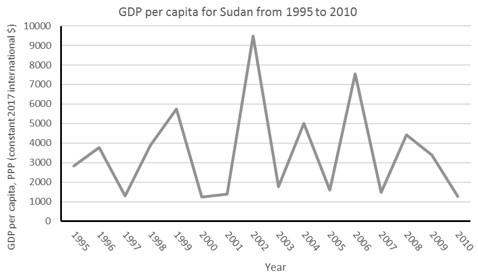 GDP per capita for Sudan from 1995 to 2010
GDP per capita, PPP (constant 2017 international $)
10000
9000
8000
7000
6000
5000
4000
3000
2000
1000
0
1995 1996 1997 1998 1999 2000 2001 2002 2003 2004 2005 2006 2007 2008 2009 2010
Year